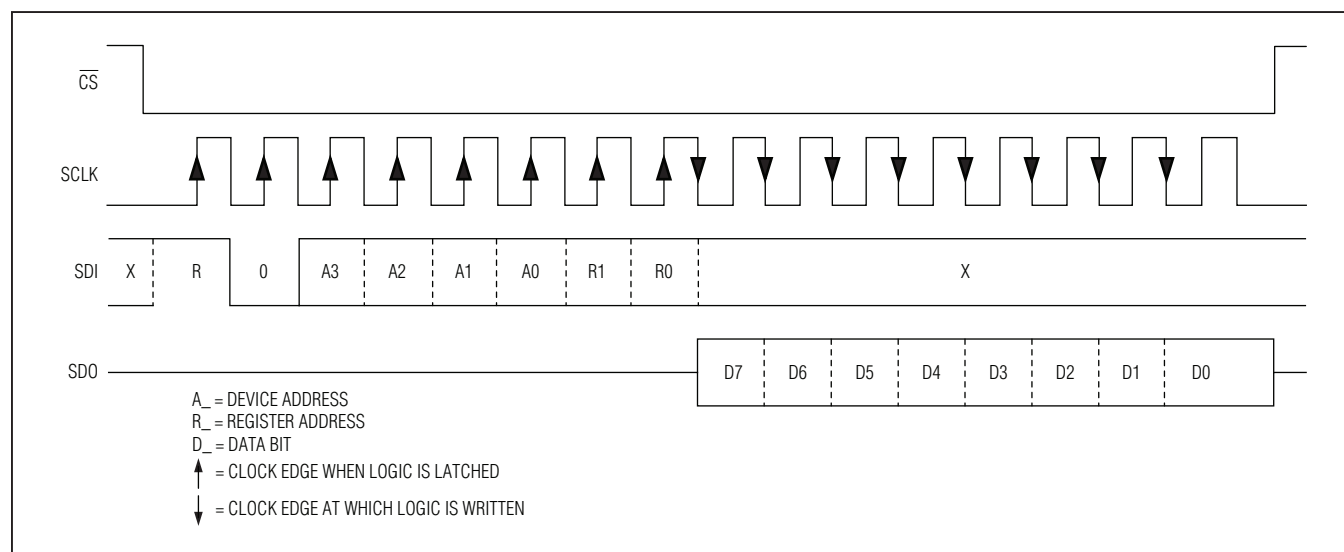 CS
SCLK
SDI X R 0 A3 A2 A1 A0 R1 R0 X
SDO D7 D6 D5 D4 D3 D2 D1 D0
A_ = DEVICE ADDRESS
R_ = REGISTER ADDRESS
D_ = DATA BIT
= CLOCK EDGE WHEN LOGIC IS LATCHED
= CLOCK EDGE AT WHICH LOGIC IS WRITTEN